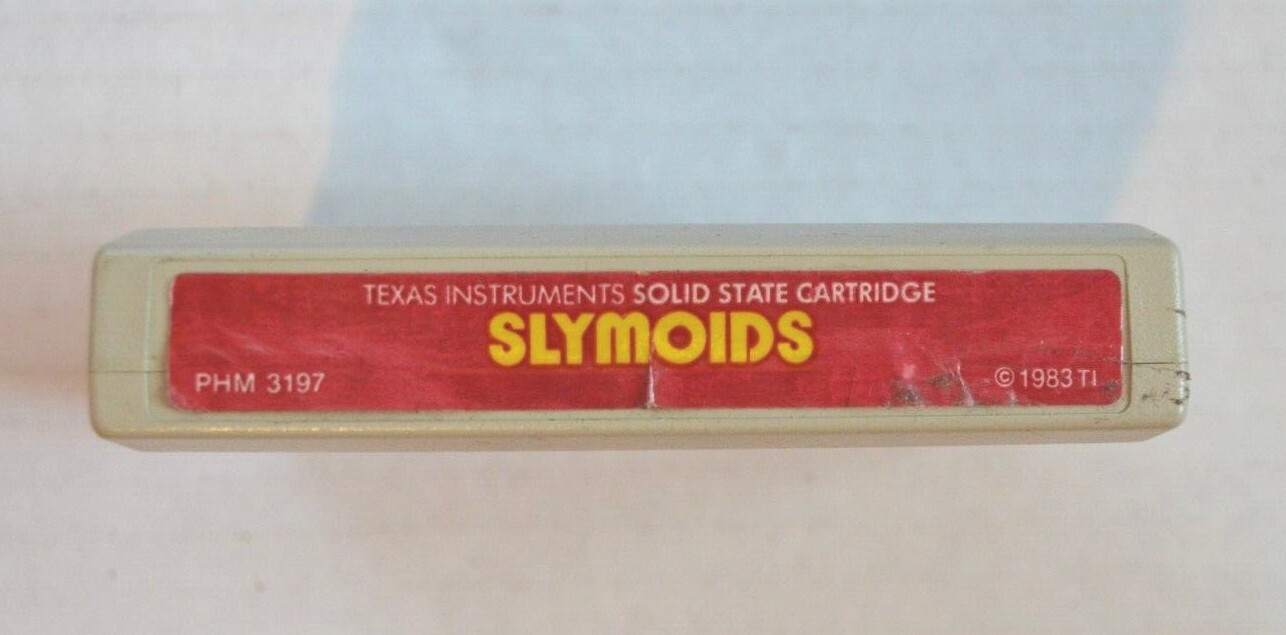 TEXAS INSTRUMENTS SOLID STATE CARTRIDGE
SLYMOIDS
PHM 3197
© 1983 TI